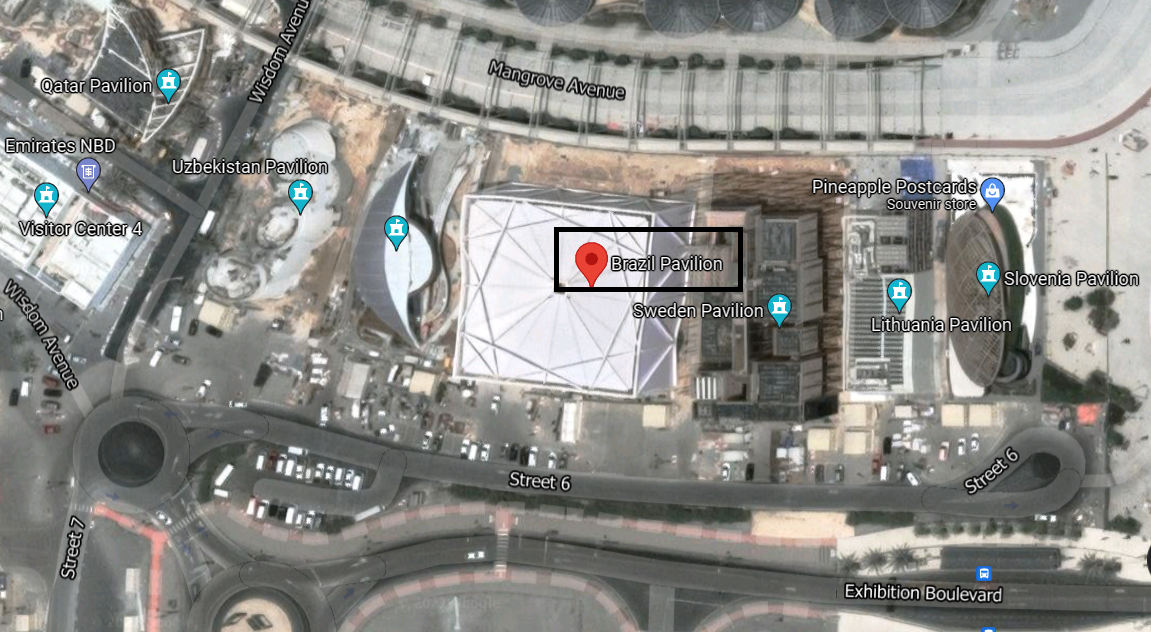 Wisdom Avenue
Mangrove Avenue
Qatar Pavilion
Emirates NBD
Uzbekistan Pavilion
Visitor Center 4
Pineapple Postcards
Souvenir store
Brazil Pavilion
Slovenia Pavilion
Sweden Pavilion
Lithuania Pavilion
Wisdom Avenue
Street 6
Street 6
Street 7
Exhibition Boulevard